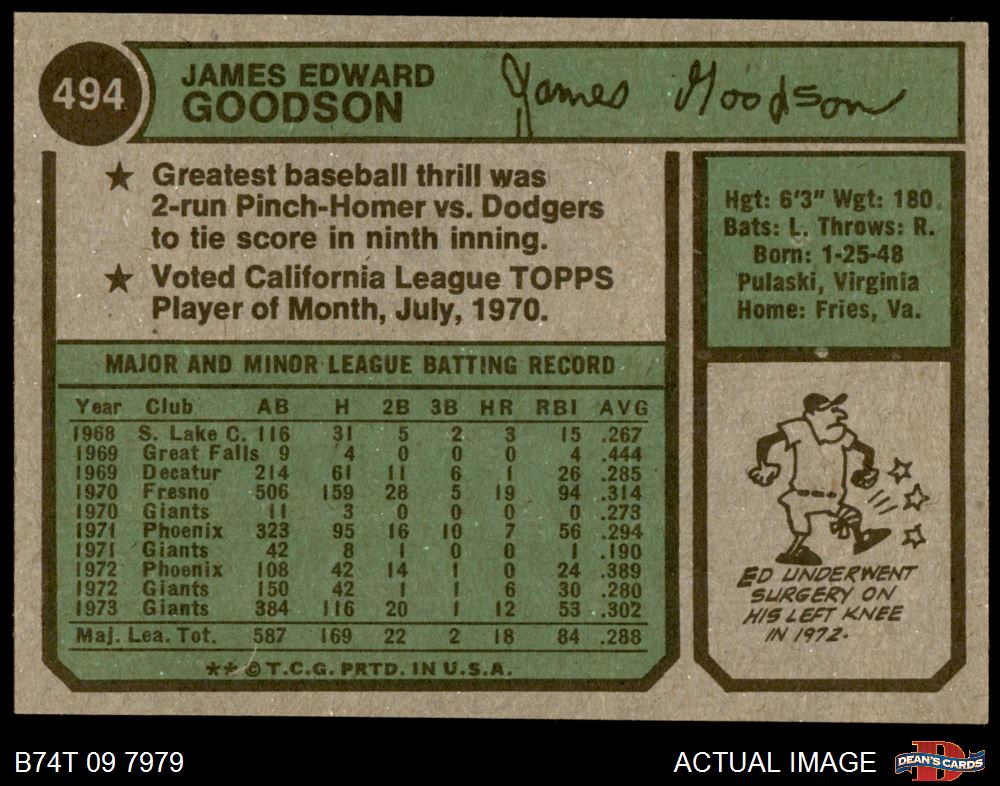 494
JAMES EDWARD
GOODSON
James Goodson
★ Greatest baseball thrill was
2-run Pinch-Homer vs. Dodgers
to tie score in ninth inning.
★ Voted California League TOPPS
Player of Month, July, 1970.
Hgt: 6'3" Wgt: 180
Bats: L. Throws: R.
Born: 1-25-48
Pulaski, Virginia
Home: Fries, Va.
MAJOR AND MINOR LEAGUE BATTING RECORD
Year Club AB H 2B 3B HR RBI AVG
1968 S. Lake C. 116 31 5 2 3 15 .267
1969 Great Falls 9 4 0 0 0 4 .444
1969 Decatur 214 61 11 6 1 26 .285
1970 Fresno 506 159 28 5 19 94 .314
1970 Giants 11 3 0 0 0 0 .273
1971 Phoenix 323 95 16 10 7 56 .294
1971 Giants 42 8 1 0 0 1 .190
1972 Phoenix 108 42 14 1 0 24 .389
1972 Giants 150 42 1 1 6 30 .280
1973 Giants 384 116 20 1 12 53 .302
Maj. Lea. Tot. 587 169 22 2 18 84 .288
** © T.C.G. PRTD. IN U.S.A.
ED UNDERWENT
SURGERY ON
HIS LEFT KNEE
IN 1972.
B74T 09 7979
ACTUAL IMAGE
D
DEAN'S CARDS